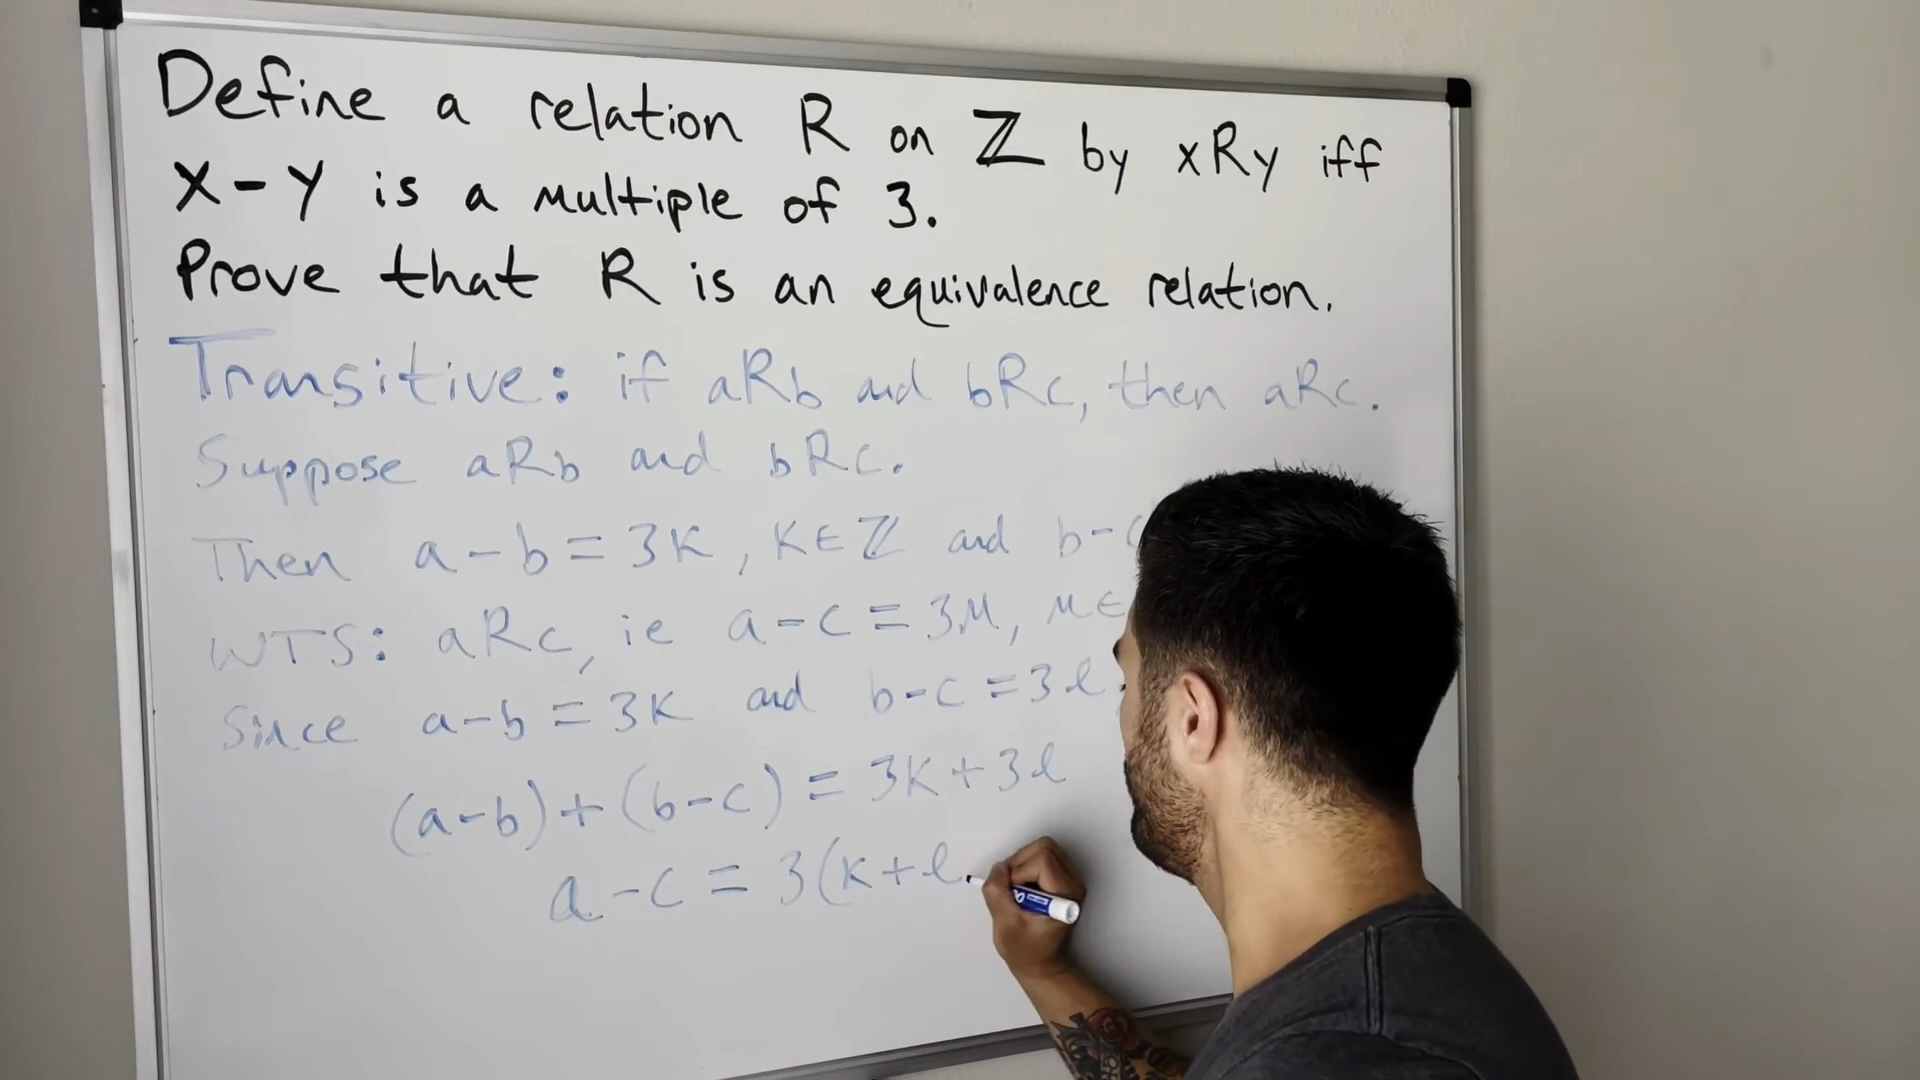 Define a relation R on ℤ by xRy iff
x-y is a multiple of 3.
Prove that R is an equivalence relation.
Transitive: if aRb and bRc, then aRc.
Suppose aRb and bRc.
Then a-b=3k, k∈ℤ and b-c
WTS: aRc, ie a-c=3m, m∈
Since a-b=3k and b-c=3ℓ
(a-b)+(b-c)=3k+3ℓ
a-c=3(k+ℓ